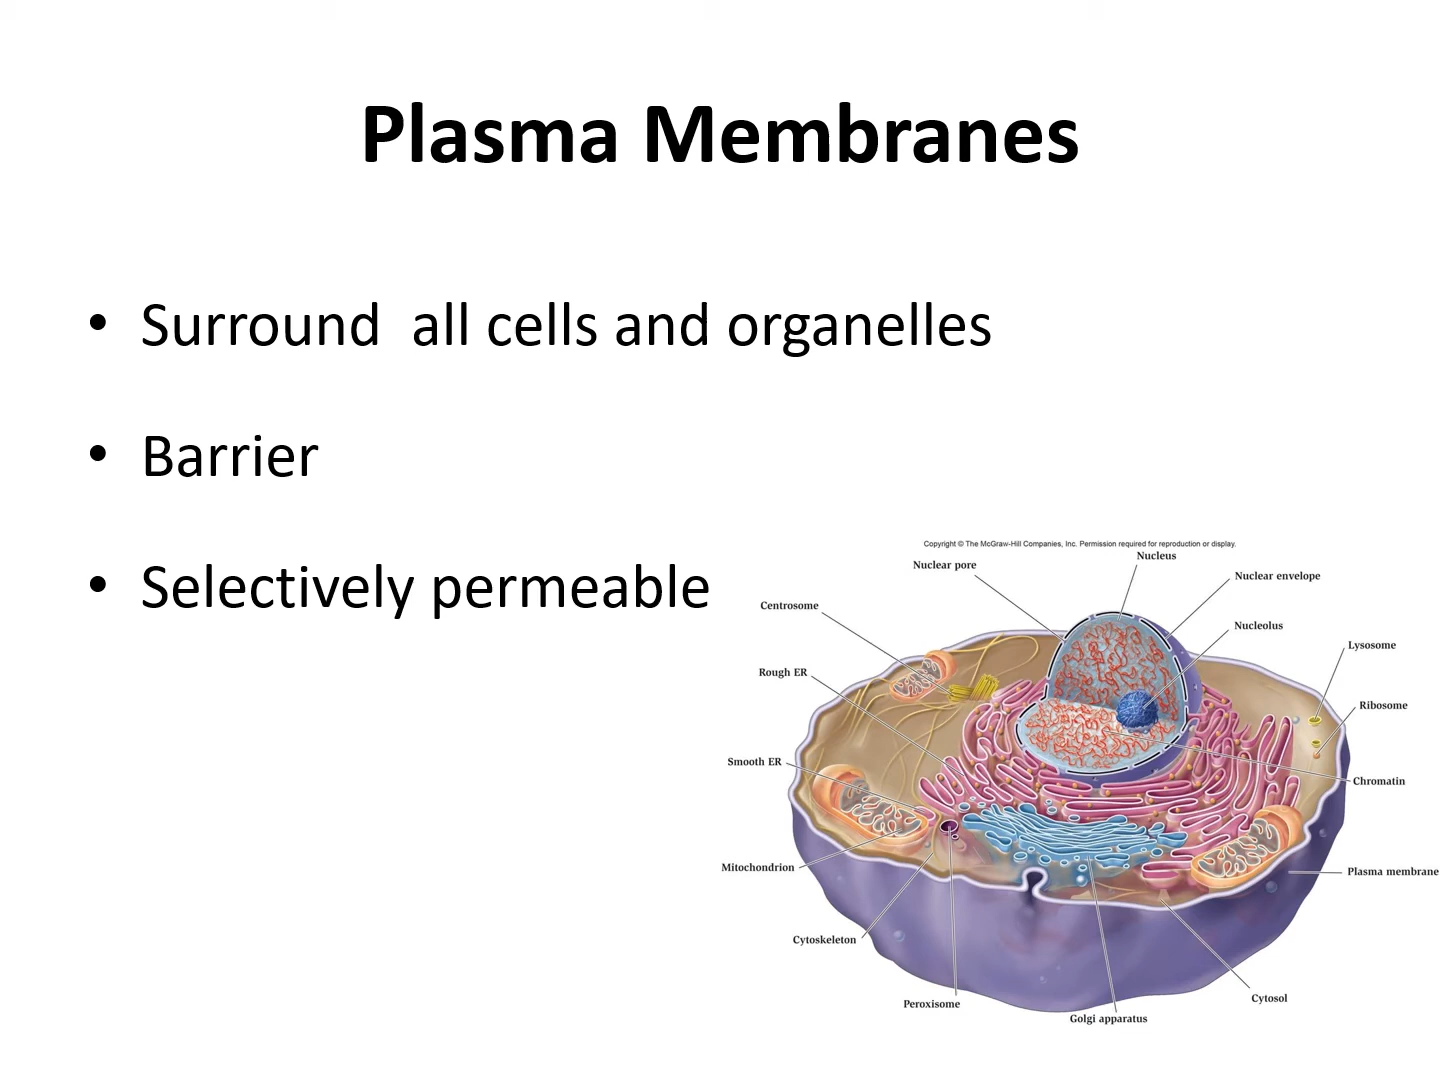 Plasma Membranes
• Surround  all cells and organelles
• Barrier
• Selectively permeable
Copyright © The McGraw-Hill Companies, Inc. Permission required for reproduction or display.
Nucleus
Nuclear pore
Nuclear envelope
Centrosome
Nucleolus
Lysosome
Rough ER
Ribosome
Smooth ER
Chromatin
Mitochondrion
Plasma membrane
Cytoskeleton
Cytosol
Peroxisome
Golgi apparatus